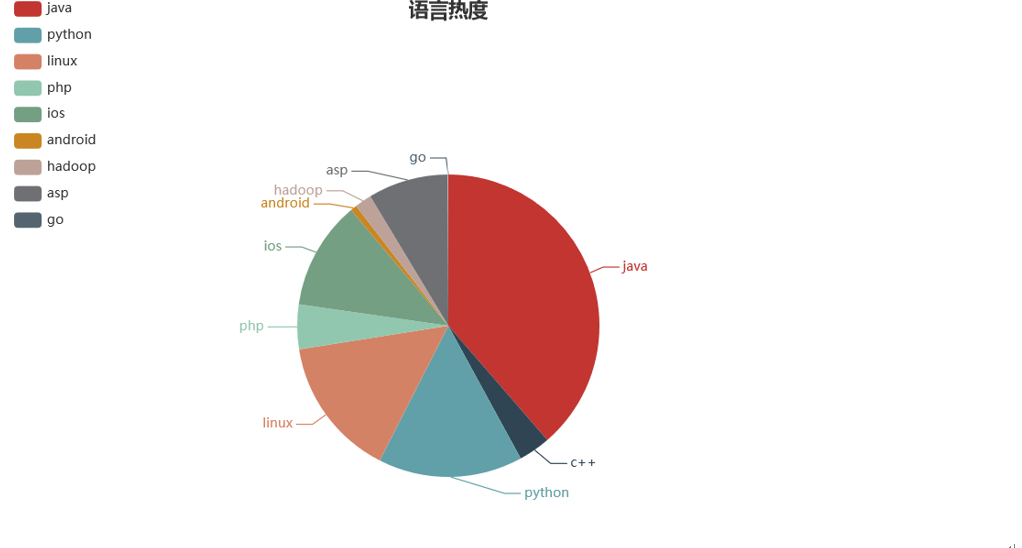 语言热度
java
python
linux
php
ios
android
hadoop
asp
go
go
asp
hadoop
android
ios
java
php
linux
c++
python